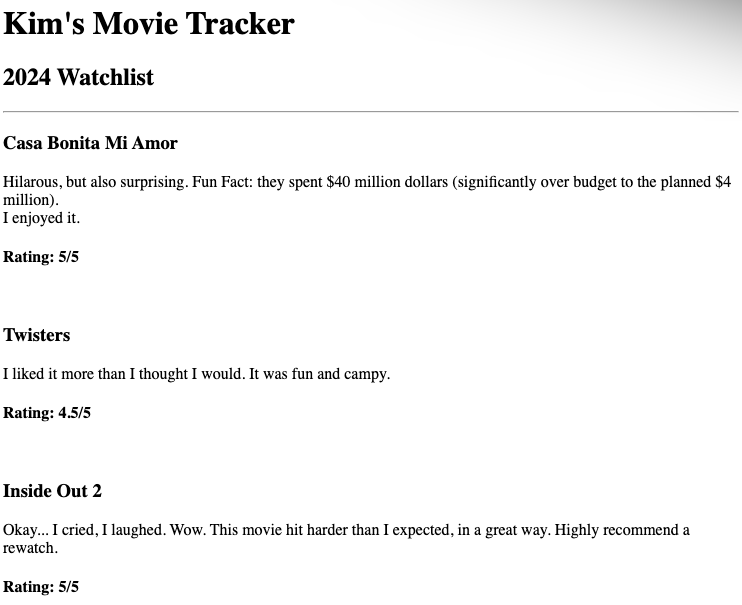 Kim's Movie Tracker
2024 Watchlist
Casa Bonita Mi Amor
Hilarous, but also surprising. Fun Fact: they spent $40 million dollars (significantly over budget to the planned $4
million).
I enjoyed it.
Rating: 5/5
Twisters
I liked it more than I thought I would. It was fun and campy.
Rating: 4.5/5
Inside Out 2
Okay... I cried, I laughed. Wow. This movie hit harder than I expected, in a great way. Highly recommend a
rewatch.
Rating: 5/5